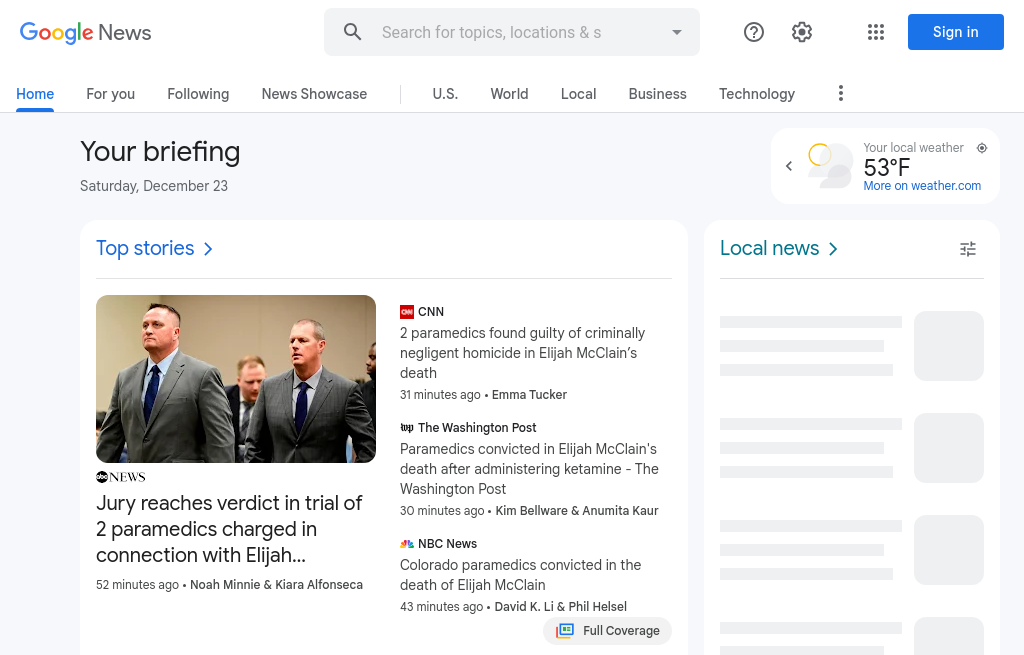 Google News
Search for topics, locations & s
Sign in
Home
For you
Following
News Showcase
U.S.
World
Local
Business
Technology
Your briefing
Saturday, December 23
Your local weather
53°F
More on weather.com
Top stories
Local news
abc NEWS
Jury reaches verdict in trial of
2 paramedics charged in
connection with Elijah...
52 minutes ago • Noah Minnie & Kiara Alfonseca
CNN CNN
2 paramedics found guilty of criminally
negligent homicide in Elijah McClain’s
death
31 minutes ago • Emma Tucker
wp The Washington Post
Paramedics convicted in Elijah McClain's
death after administering ketamine - The
Washington Post
30 minutes ago • Kim Bellware & Anumita Kaur
NBC News
Colorado paramedics convicted in the
death of Elijah McClain
43 minutes ago • David K. Li & Phil Helsel
Full Coverage